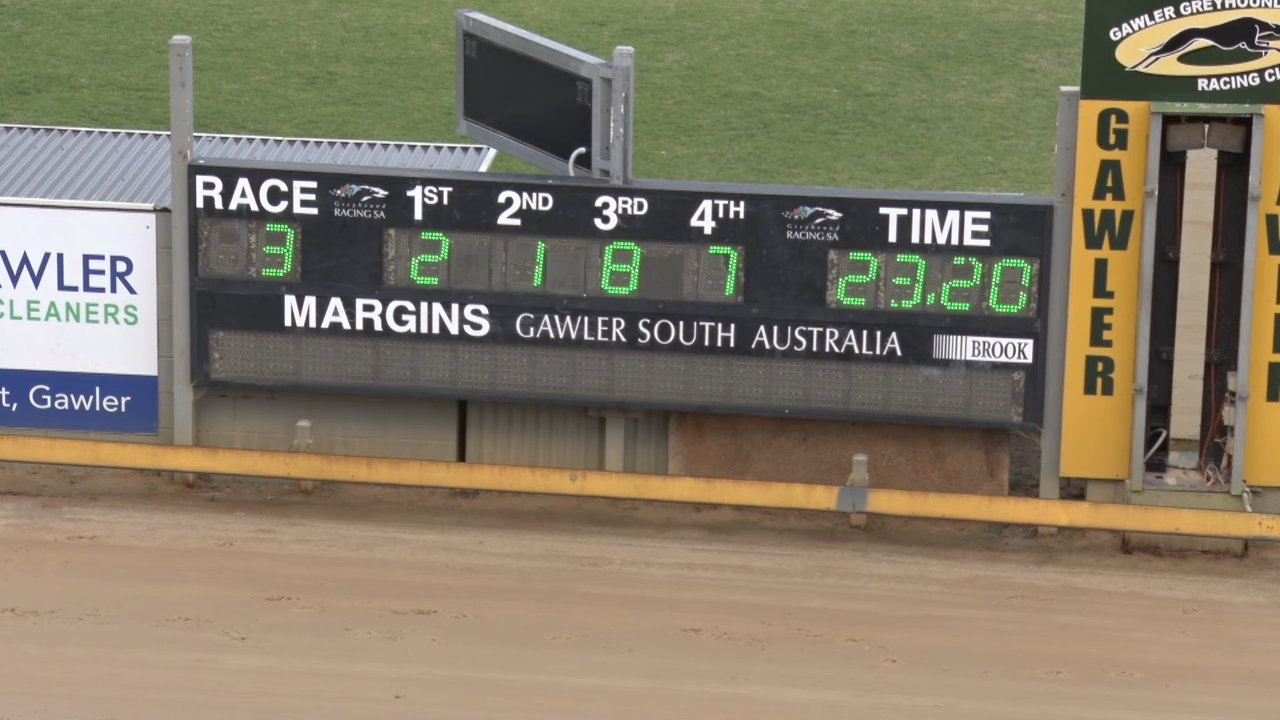 GAWLER GREYHOUND
RACING
RACE
Greyhound
RACING SA
1ST 2ND 3RD 4TH
Greyhound
RACING SA
TIME
3 2 1 8 7 23.20
MARGINS GAWLER SOUTH AUSTRALIA BROOK
AWLER
CLEANERS
t, Gawler
GAWLER